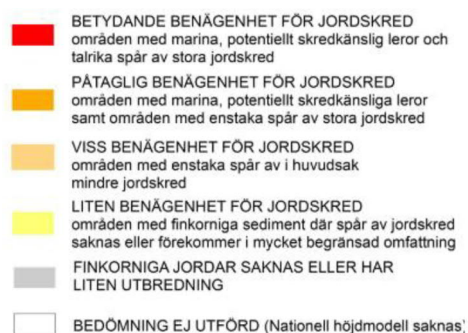 BETYDANDE BENÄGENHET FÖR JORDSKRED
områden med marina, potentiellt skredkänslig leror och
talrika spår av stora jordskred
PÅTAGLIG BENÄGENHET FÖR JORDSKRED
områden med marina, potentiellt skredkänsliga leror
samt områden med enstaka spår av stora jordskred
VISS BENÄGENHET FÖR JORDSKRED
områden med enstaka spår av i huvudsak
mindre jordskred
LITEN BENÄGENHET FÖR JORDSKRED
områden med finkorniga sediment där spår av jordskred
saknas eller förekommer i mycket begränsad omfattning
FINKORNIGA JORDAR SAKNAS ELLER HAR
LITEN UTBREDNING
BEDÖMNING EJ UTFÖRD (Nationell höjdmodell saknas)